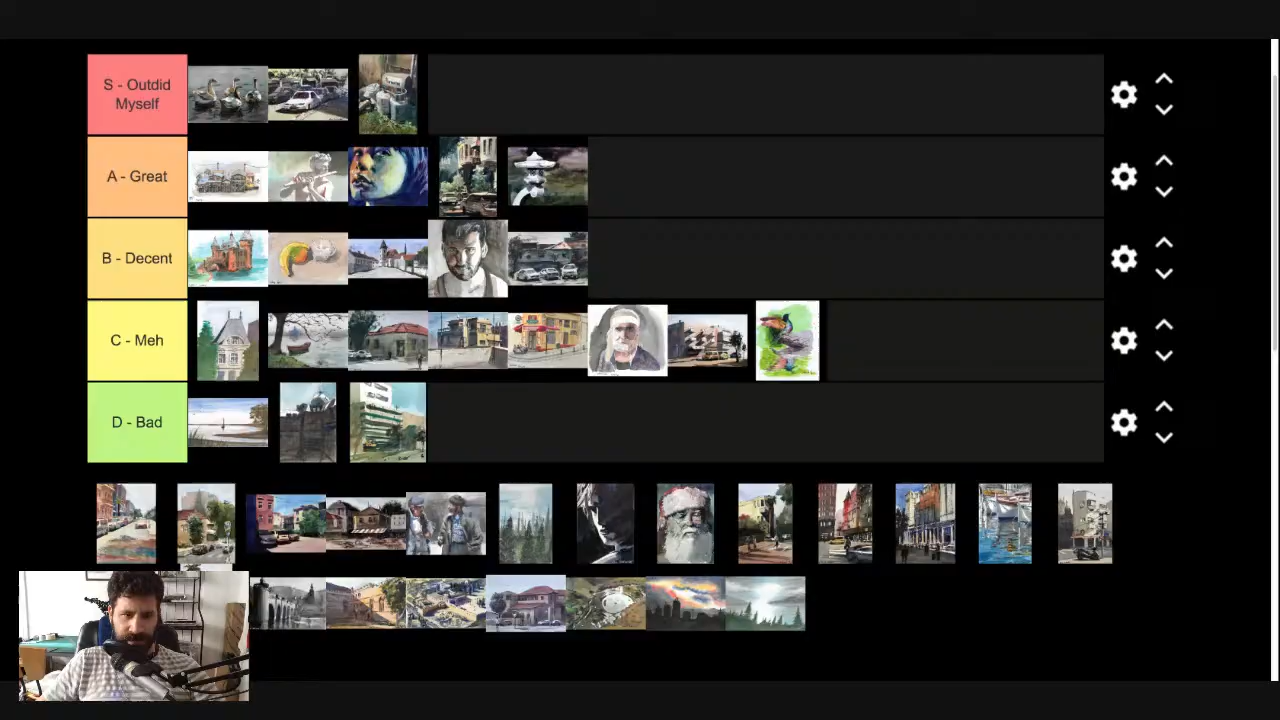 S - Outdid
Myself
A - Great
B - Decent
C - Meh
D - Bad